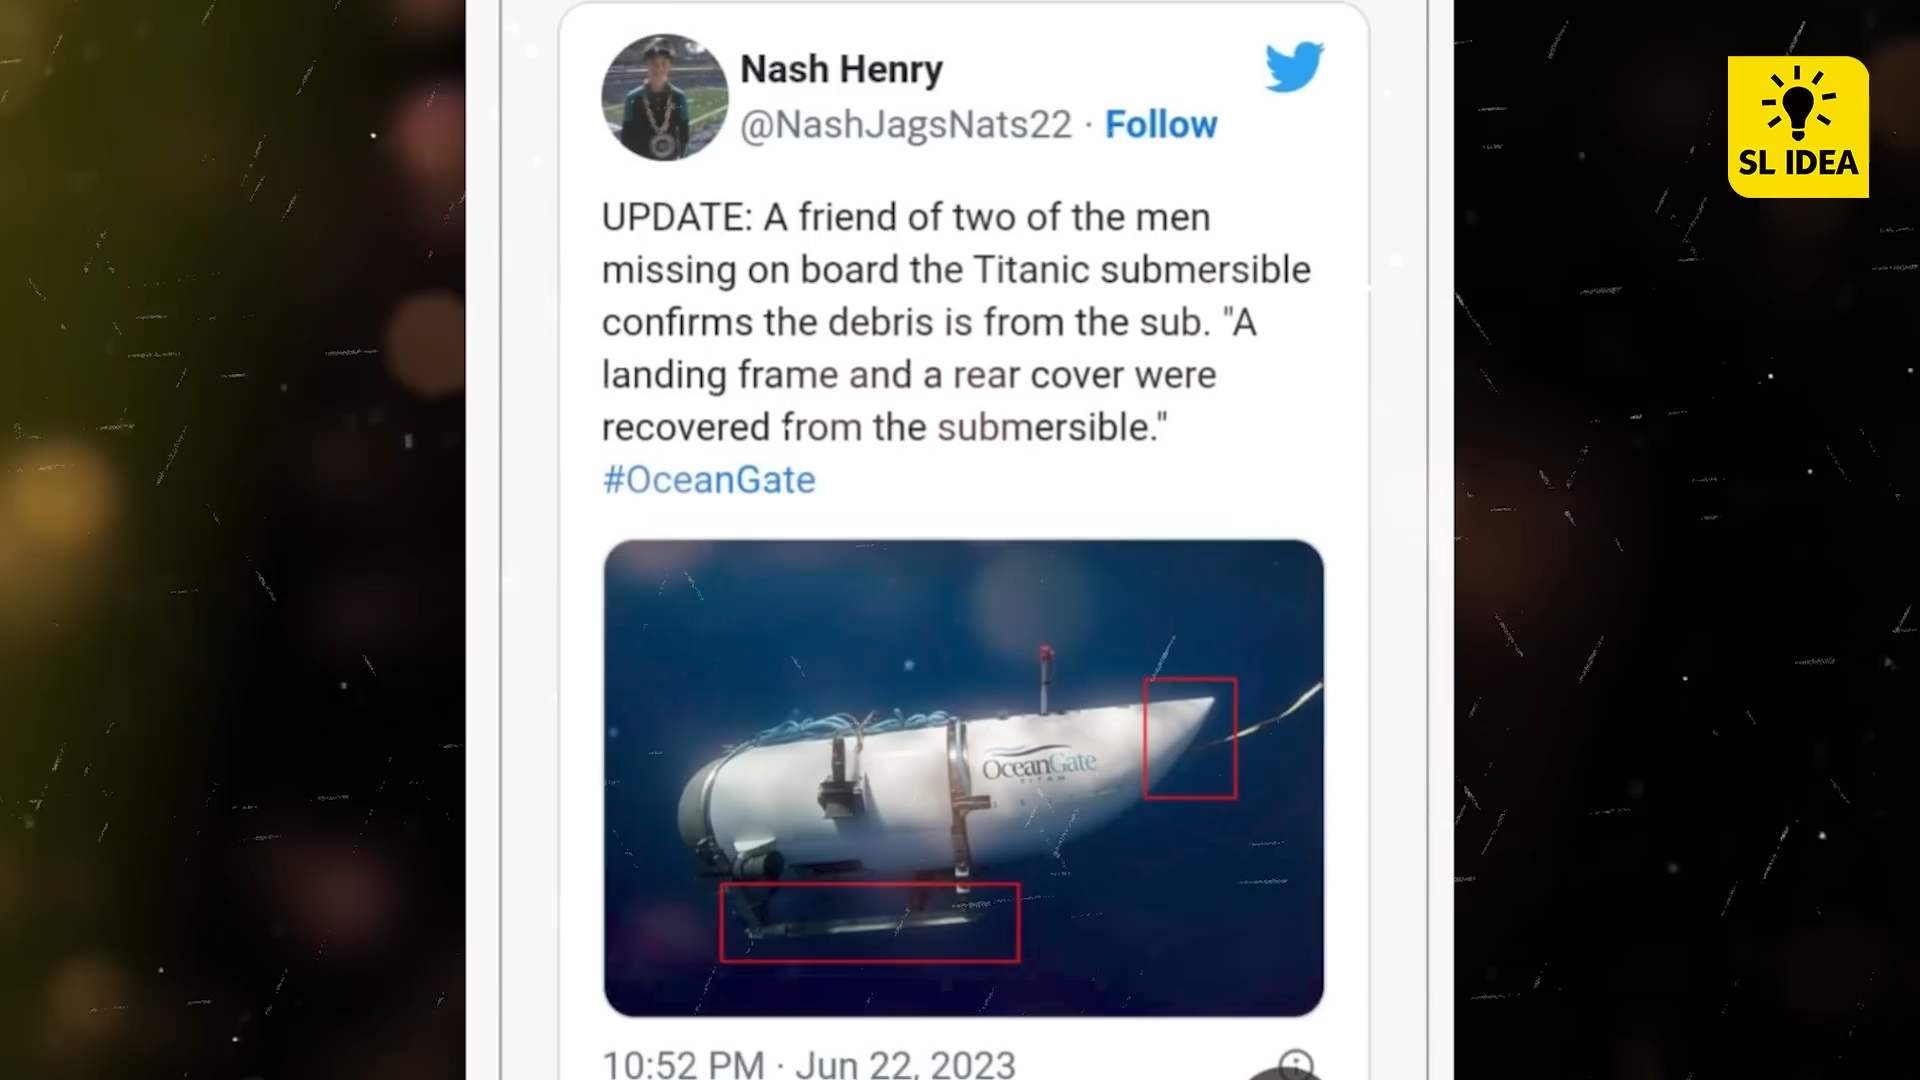 Nash Henry
@NashJagsNats22 · Follow
SL IDEA
UPDATE: A friend of two of the men
missing on board the Titanic submersible
confirms the debris is from the sub. "A
landing frame and a rear cover were
recovered from the submersible."
#OceanGate
OceanGate
TITAN
10:52 PM · Jun 22, 2023